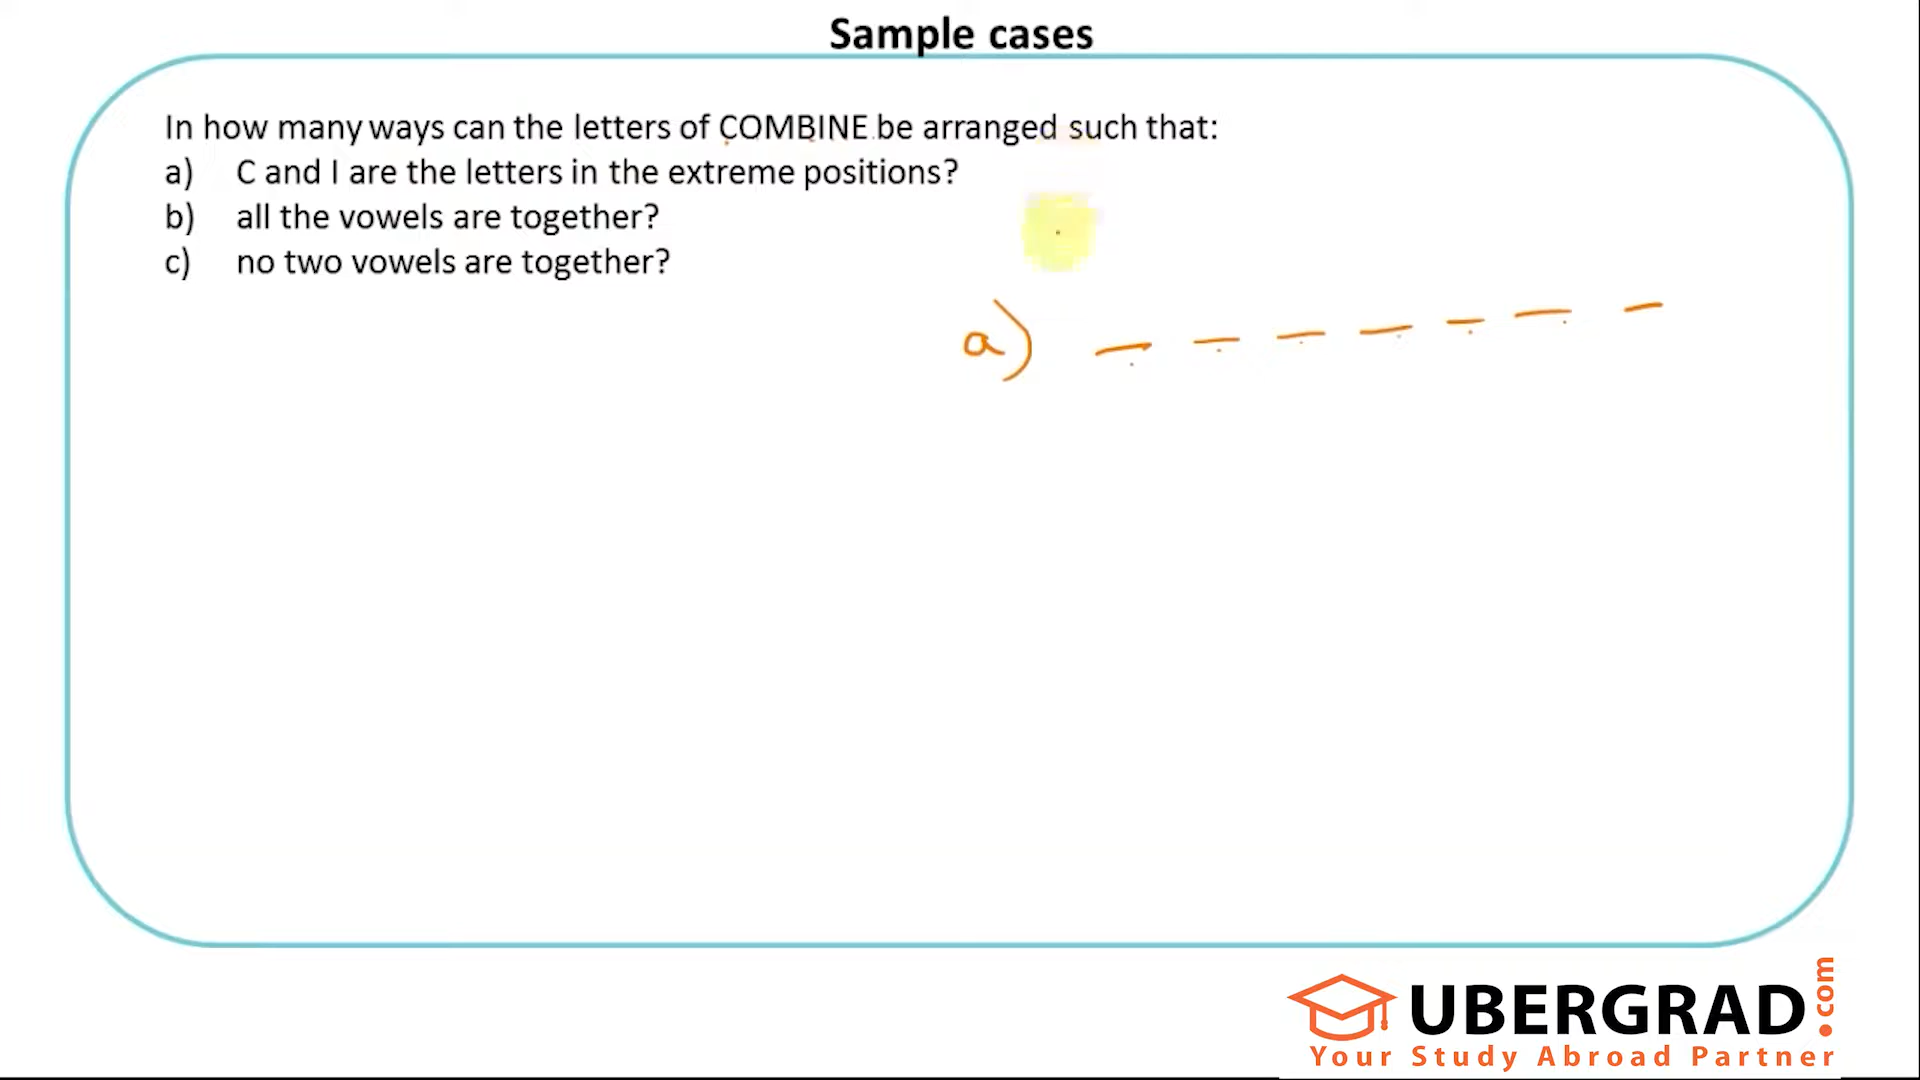 Sample cases
In how many ways can the letters of COMBINE be arranged such that:
a) C and I are the letters in the extreme positions?
b) all the vowels are together?
c) no two vowels are together?
a) _ _ _ _ _ _ _
UBERGRAD.com
Your Study Abroad Partner